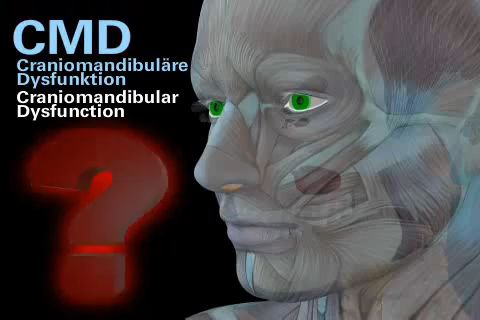 CMD
Craniomandibuläre
Dysfunktion
Craniomandibular
Dysfunction
?